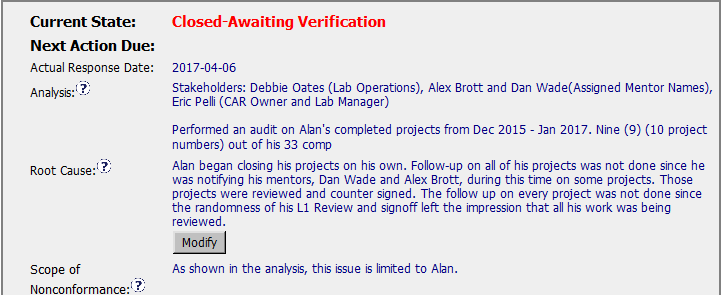 Current State: Closed-Awaiting Verification
Next Action Due:
Actual Response Date: 2017-04-06
Analysis:? Stakeholders: Debbie Oates (Lab Operations), Alex Brott and Dan Wade(Assigned Mentor Names),
Eric Pelli (CAR Owner and Lab Manager)
Performed an audit on Alan's completed projects from Dec 2015 - Jan 2017. Nine (9) (10 project
numbers) out of his 33 comp
Root Cause:? Alan began closing his projects on his own. Follow-up on all of his projects was not done since
he was notifying his mentors, Dan Wade and Alex Brott, during this time on some projects. Those
projects were reviewed and counter signed. The follow up on every project was not done since
the randomness of his L1 Review and signoff left the impression that all his work was being
reviewed.
Modify
Scope of As shown in the analysis, this issue is limited to Alan.
Nonconformance:?